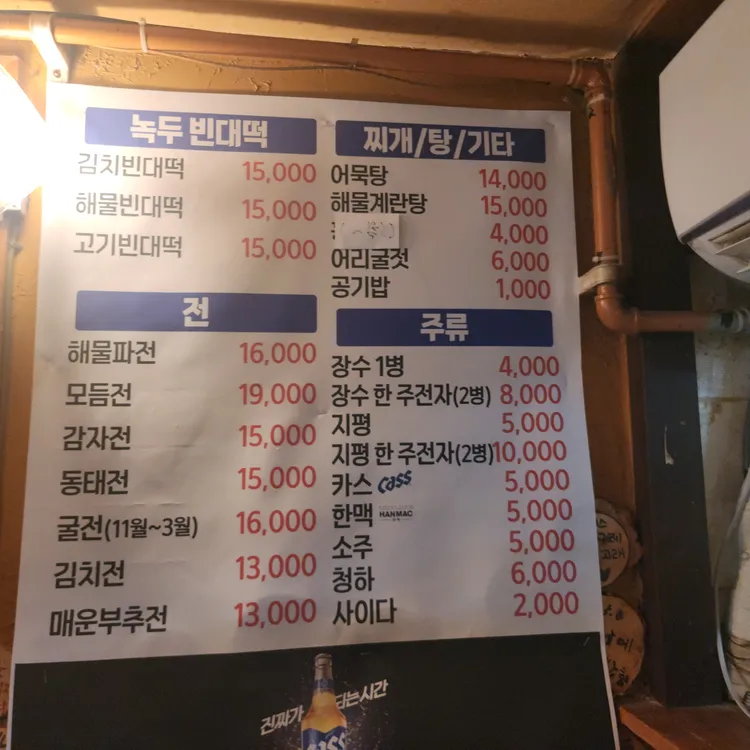 녹두 빈대떡
김치빈대떡 15,000
해물빈대떡 15,000
고기빈대떡 15,000
전
해물파전 16,000
모듬전 19,000
감자전 15,000
동태전 15,000
굴전(11월~3월) 16,000
김치전 13,000
매운부추전 13,000
찌개/탕/기타
어묵탕 14,000
해물계란탕 15,000
4,000
어리굴젓 6,000
공기밥 1,000
주류
장수 1병 4,000
장수 한 주전자(2병) 8,000
지평 5,000
지평 한 주전자(2병) 10,000
카스 Cass 5,000
한맥 HANMAC 5,000
소주 5,000
청하 6,000
사이다 2,000
진짜가 되는시간
Cass